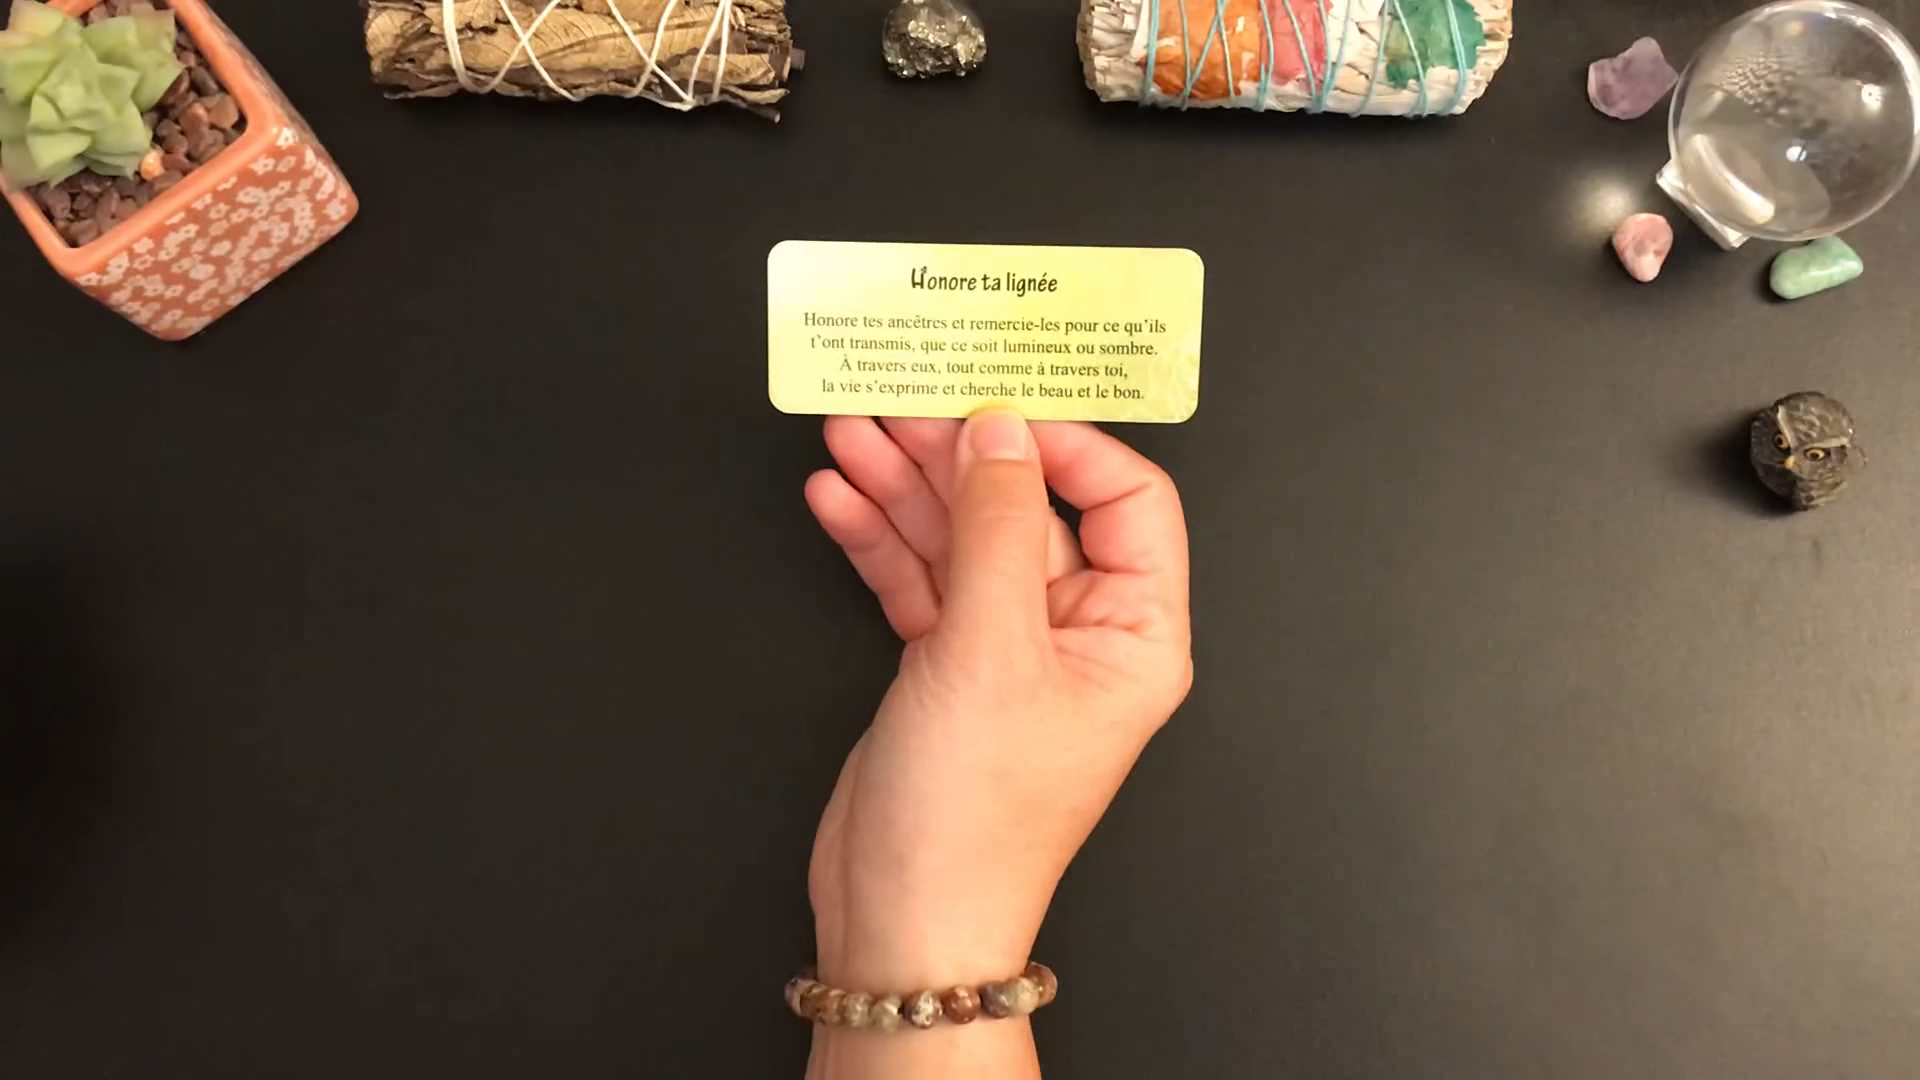 Honore ta lignée
Honore tes ancêtres et remercie-les pour ce qu'ils
t'ont transmis, que ce soit lumineux ou sombre.
À travers eux, tout comme à travers toi,
la vie s'exprime et cherche le beau et le bon.